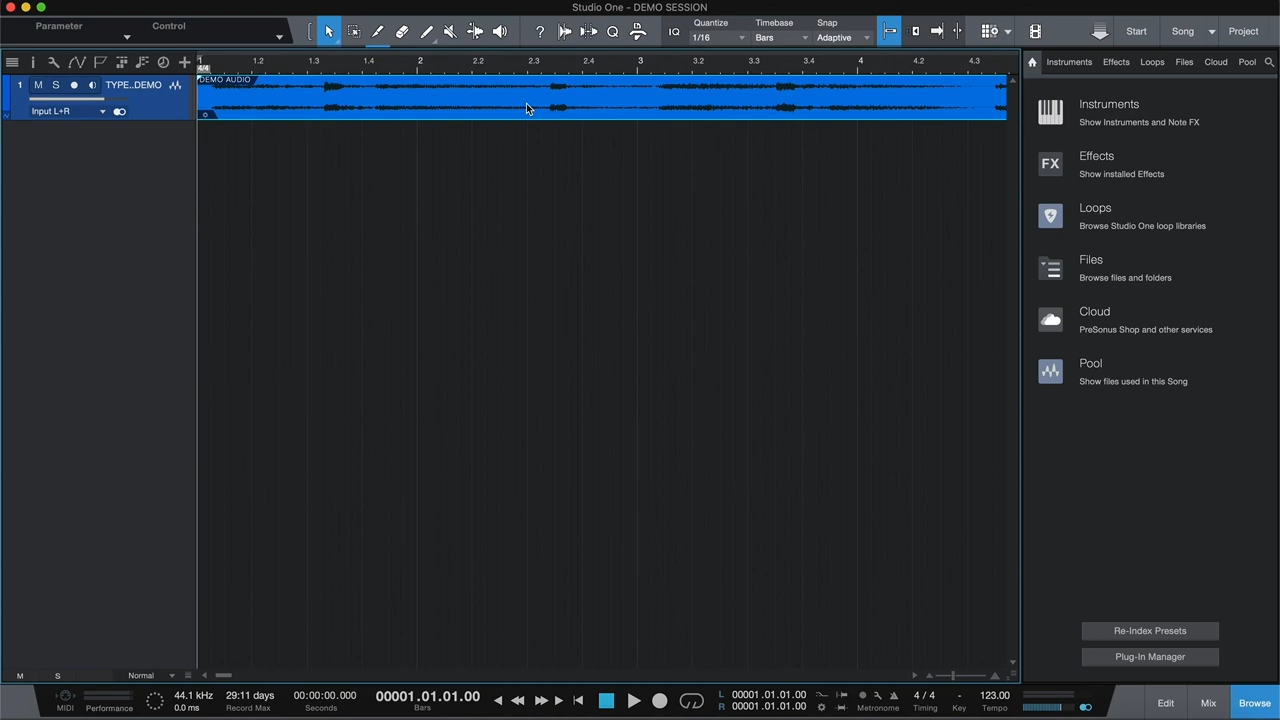 Studio One - DEMO SESSION
Parameter Control
IQ Quantize 1/16 Timebase Bars Snap Adaptive
Start Song Project
1 1.2 1.3 1.4 2 2.2 2.3 2.4 3 3.2 3.3 3.4 4 4.2 4.3
4/4
Instruments Effects Loops Files Cloud Pool
DEMO AUDIO
1 M S TYPE..DEMO
Input L+R
Instruments
Show Instruments and Note FX
FX
Effects
Show installed Effects
Loops
Browse Studio One loop libraries
Files
Browse files and folders
Cloud
PreSonus Shop and other services
Pool
Show files used in this Song
Re-Index Presets
Plug-In Manager
M S Normal
MIDI Performance
44.1 kHz
0.0 ms
29:11 days
Record Max
00:00:00.000
Seconds
00001.01.01.00
Bars
L 00001.01.01.00
R 00001.01.01.00
Metronome
4 / 4
Timing
-
Key
123.00
Tempo
Edit Mix Browse